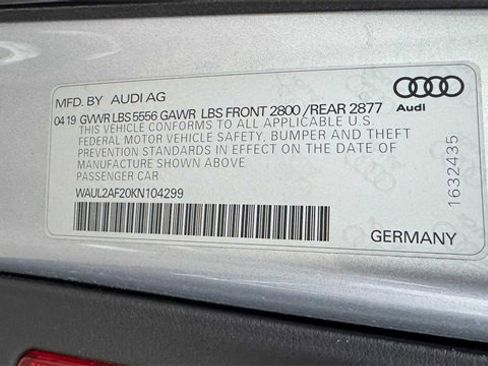 MFD. BY AUDI AG
Audi
04 19 GVWR LBS 5556 GAWR LBS FRONT 2800 /REAR 2877
THIS VEHICLE CONFORMS TO ALL APPLICABLE U.S.
FEDERAL MOTOR VEHICLE SAFETY, BUMPER AND THEFT
PREVENTION STANDARDS IN EFFECT ON THE DATE OF
MANUFACTURE SHOWN ABOVE
PASSENGER CAR
WAUL2AF20KN104299
1632435
GERMANY